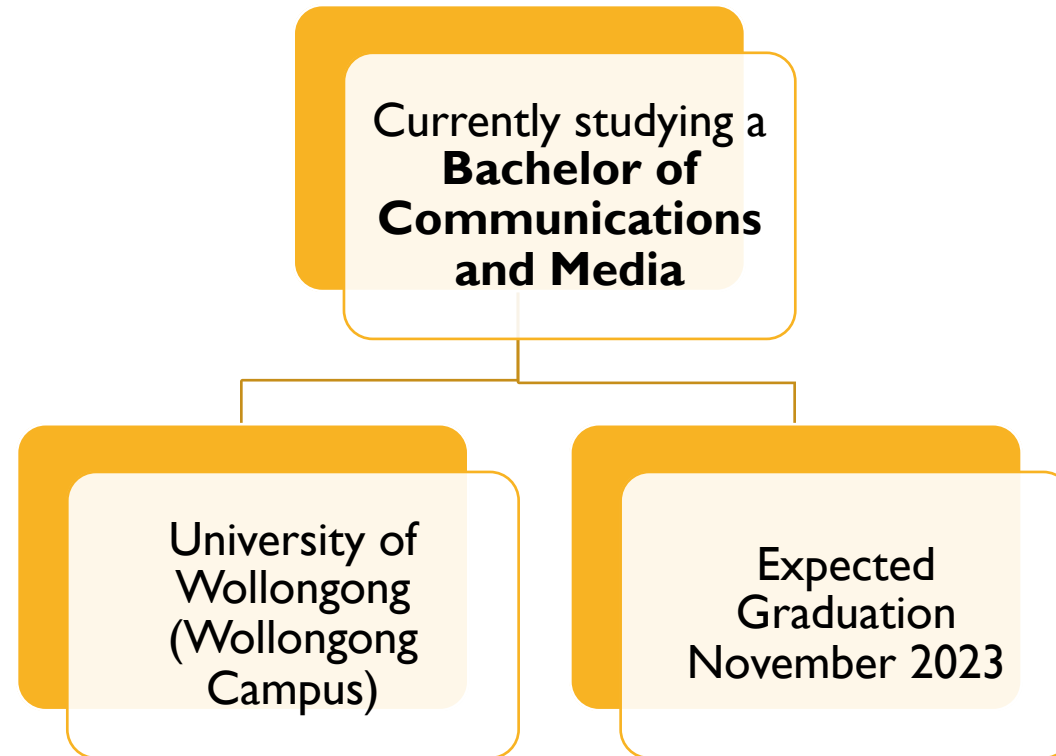 Currently studying a
Bachelor of
Communications
and Media
University of
Wollongong
(Wollongong
Campus)
Expected
Graduation
November 2023